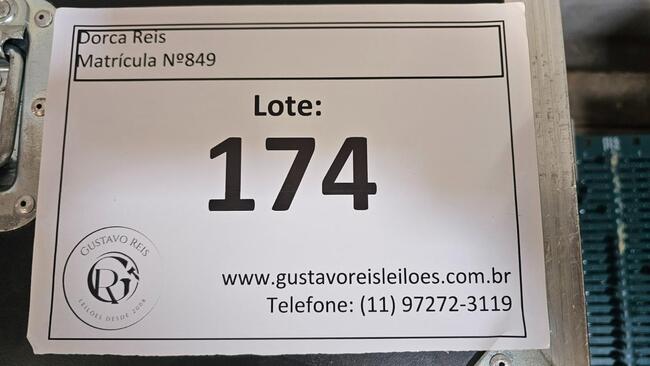 Dorca Reis
Matrícula Nº849
Lote:
174
GUSTAVO REIS
GR
LEILÕES DESDE 2008
www.gustavoreisleiloes.com.br
Telefone: (11) 97272-3119